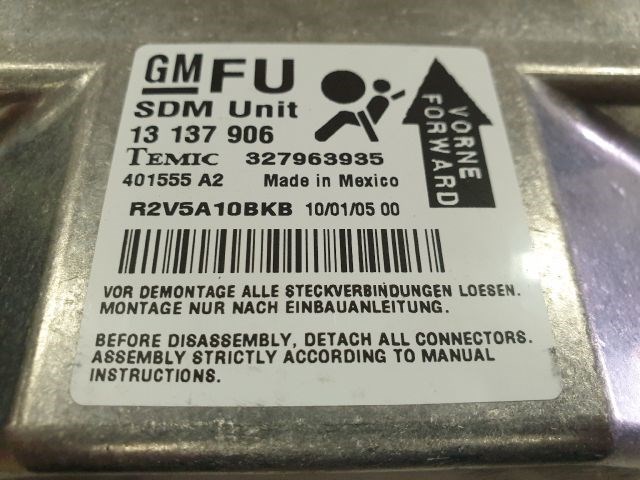 GM FU
SDM Unit
13 137 906
TEMIC 327963935
401555 A2 Made in Mexico
R2V5A10BKB 10/01/05 00
VORNE
FORWARD
VOR DEMONTAGE ALLE STECKVERBINDUNGEN LOESEN.
MONTAGE NUR NACH EINBAUANLEITUNG.
BEFORE DISASSEMBLY, DETACH ALL CONNECTORS.
ASSEMBLY STRICTLY ACCORDING TO MANUAL
INSTRUCTIONS.